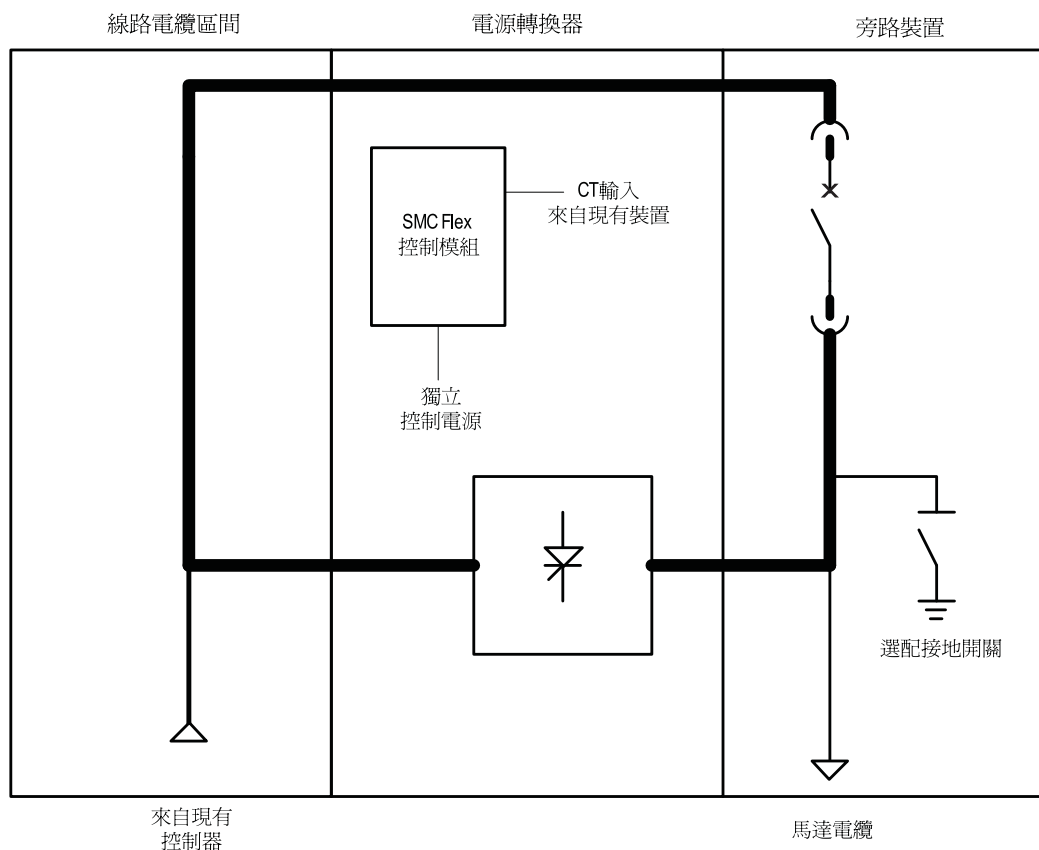 線路電纜區間
電源轉換器
旁路裝置
SMC Flex
控制模組
CT輸入
來自現有裝置
獨立
控制電源
選配接地開關
來自現有
控制器
馬達電纜